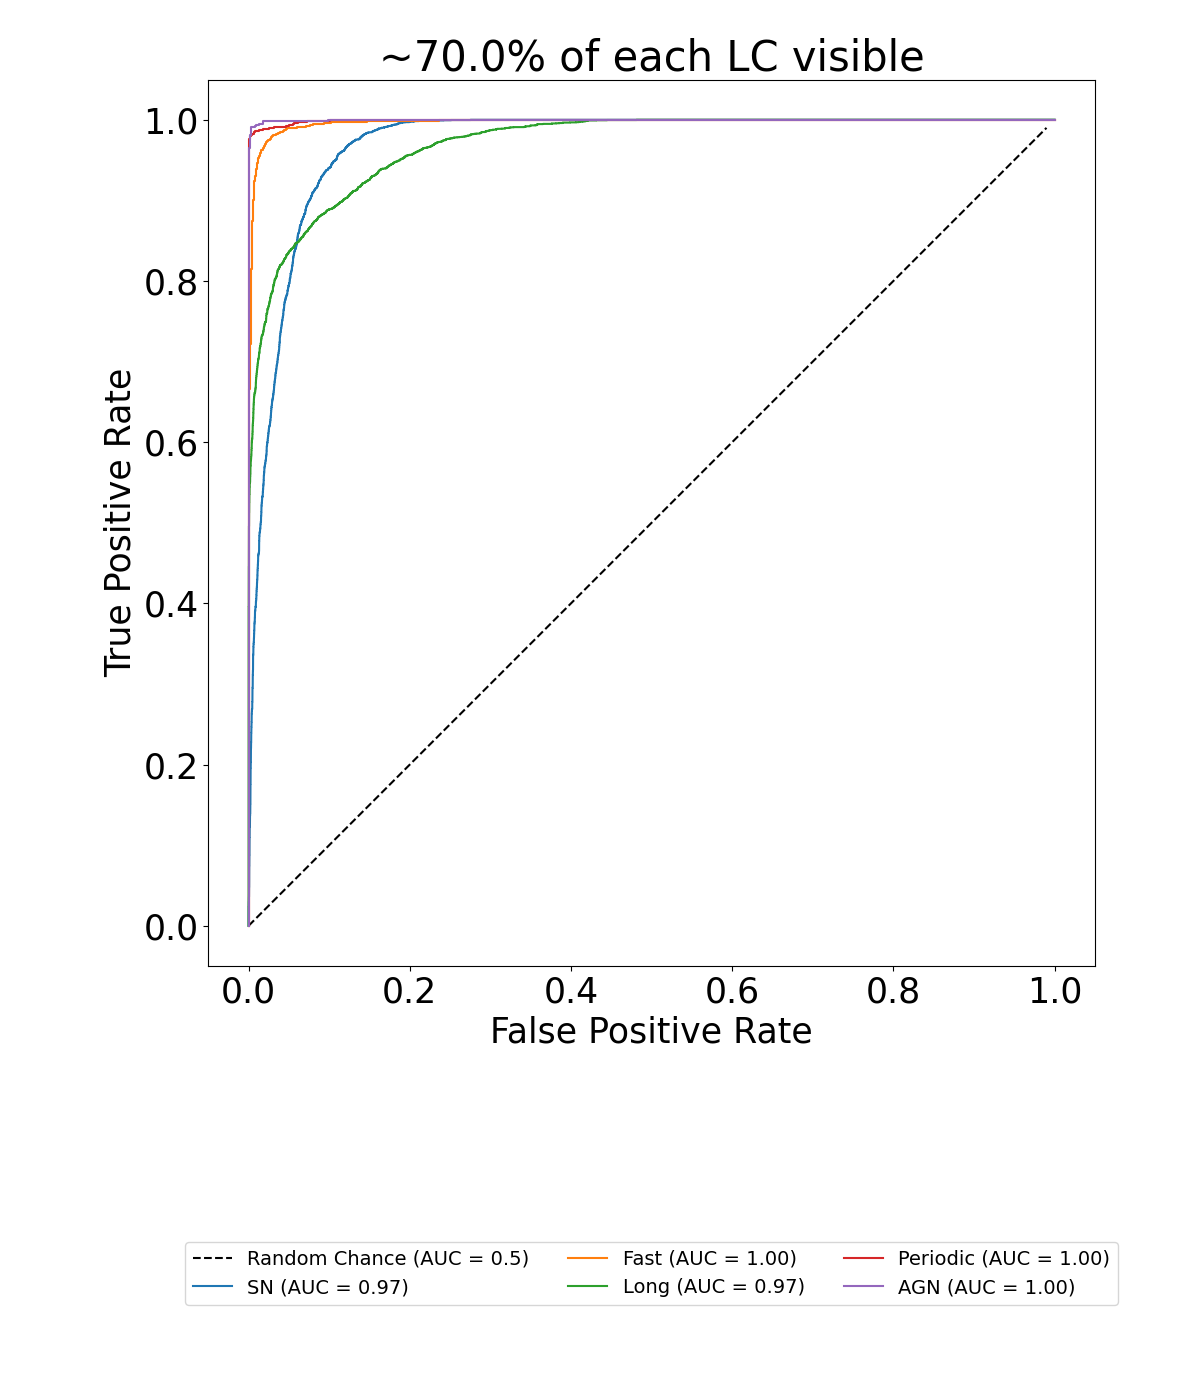 ~70.0% of each LC visible
True Positive Rate
1.0
0.8
0.6
0.4
0.2
0.0
0.0 0.2 0.4 0.6 0.8 1.0
False Positive Rate
Random Chance (AUC = 0.5) Fast (AUC = 1.00) Periodic (AUC = 1.00)
SN (AUC = 0.97) Long (AUC = 0.97) AGN (AUC = 1.00)